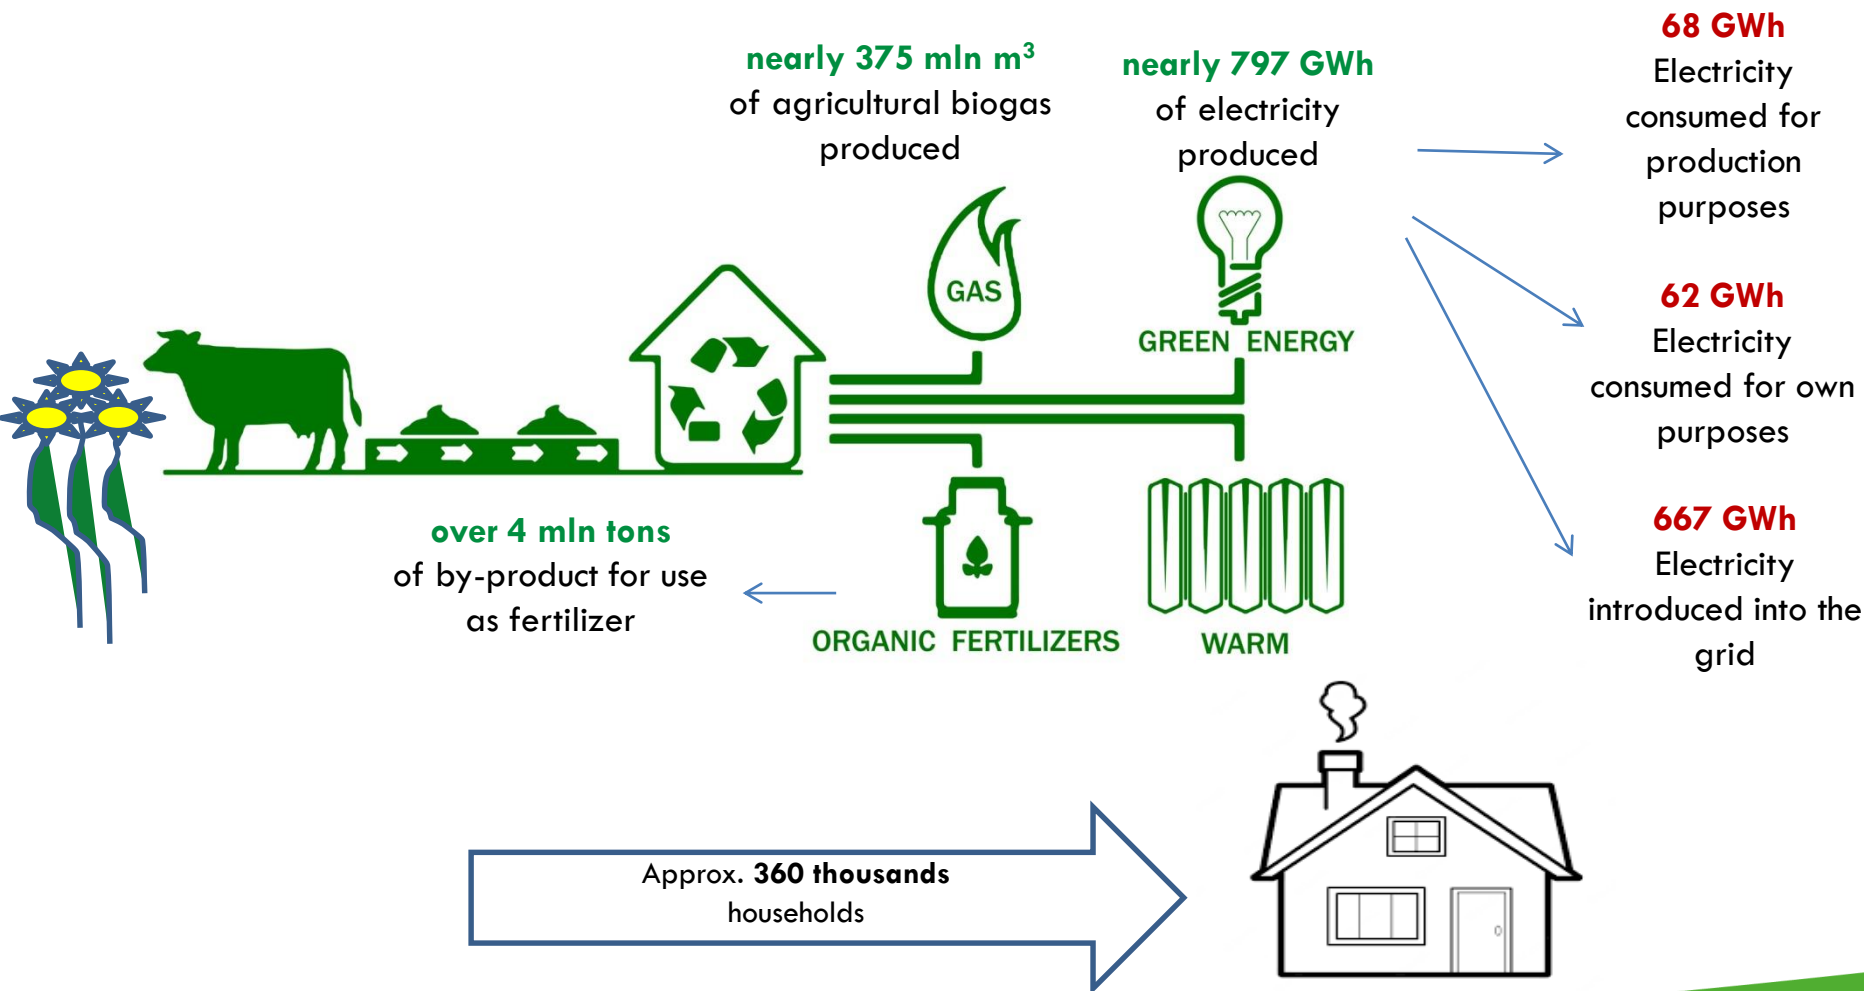 nearly 375 mln m³
of agricultural biogas
produced
nearly 797 GWh
of electricity
produced
68 GWh
Electricity
consumed for
production
purposes
GAS
GREEN ENERGY
62 GWh
Electricity
consumed for own
purposes
over 4 mln tons
of by-product for use
as fertilizer
ORGANIC FERTILIZERS
WARM
667 GWh
Electricity
introduced into the
grid
Approx. 360 thousands
households